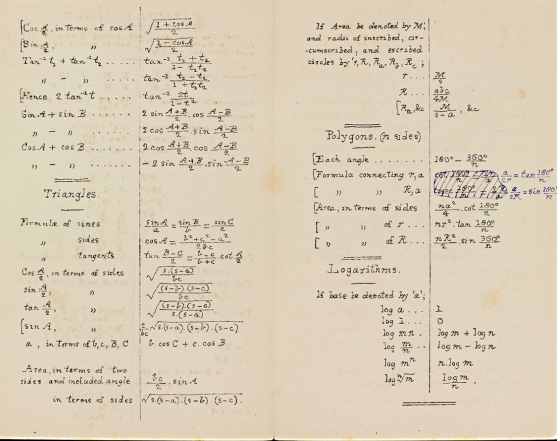 [Cos A/2, in terms of cos A √(1 + cos A / 2)
[Sin A/2, " √(1 - cos A / 2)
Tan⁻¹ t₁ + tan⁻¹ t₂ ...... tan⁻¹ (t₁ + t₂)/(1 - t₁t₂)
" - " ...... tan⁻¹ (t₁ - t₂)/(1 + t₁t₂)
[Hence 2 tan⁻¹ t ...... tan⁻¹ 2t/(1 - t²)
Sin A + sin B ...... 2 sin (A+B)/2 . cos (A-B)/2
" - " ...... 2 cos (A+B)/2 . sin (A-B)/2
Cos A + cos B ...... 2 cos (A+B)/2 . cos (A-B)/2
" - " ...... - 2 sin (A+B)/2 . sin (A-B)/2
Triangles.
Formulæ of sines sin A/a = sin B/b = sin C/c
" sides cos A = (b² + c² - a²)/2bc
" tangents tan (B-C)/2 = (b-c)/(b+c) . cot A/2
Cos A/2, in terms of sides √(s.(s-a)/bc)
sin A/2, " √((s-b).(s-c)/bc)
tan A/2, " √((s-b).(s-c)/s.(s-a))
[sin A, " 2/bc √s.(s-a).(s-b).(s-c)
a, in terms of b, c, B, C b. cos C + c. cos B
Area, in terms of two
sides and included angle bc/2 . sin A
in terms of sides √s.(s-a).(s-b).(s-c).
If Area be denoted by M;
and radii of inscribed, cir-
cumscribed, and escribed
circles by r, R, Rₐ, R_b, R_c;
r ... M/s
R ... abc/4M
[Rₐ, &c M/(s-a), &c
Polygons. (n sides)
[Each angle ...... 180° - 360°/n
[Formula connecting r, a a/2r = tan 180°/n
[ " " R, a a/2R = sin 180°/n
[Area, in terms of sides na²/4 . cot 180°/n
[ " of r ... nr². tan 180°/n
[ " of R ... nR²/2 sin 360°/n
Logarithms.
If base be denoted by 'a';
log a ... 1
log 1 ... 0
log mn .. log m + log n
log m/n .. log m - log n
log mⁿ n. log m
log ⁿ√m log m / n.